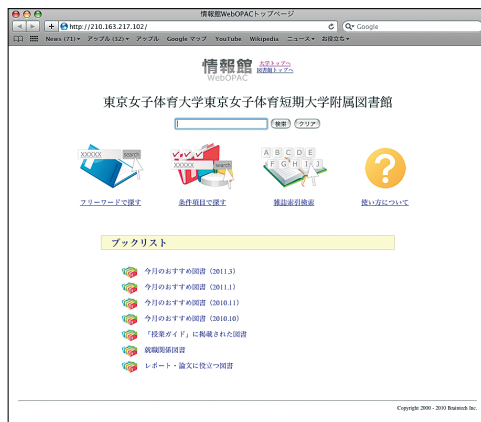 情報館WebOPACトップページ
http://210.163.217.102/
Google
News (71)▾ アップル (32)▾ アップル Google マップ YouTube Wikipedia ニュース▾ お役立ち▾
情報館
WebOPAC
大学トップへ
図書館トップへ
東京女子体育大学東京女子体育短期大学附属図書館
検索 クリア
XXXXX search
XXXXX search
A B C D E
F G H I J
?
フリーワードで探す 条件項目で探す 雑誌索引検索 使い方について
ブックリスト
今月のおすすめ図書（2011.3）
今月のおすすめ図書（2011.1）
今月のおすすめ図書（2010.11）
今月のおすすめ図書（2010.10）
「授業ガイド」に掲載された図書
就職関係図書
レポート・論文に役立つ図書
Copyright 2000 - 2010 Braintech Inc.